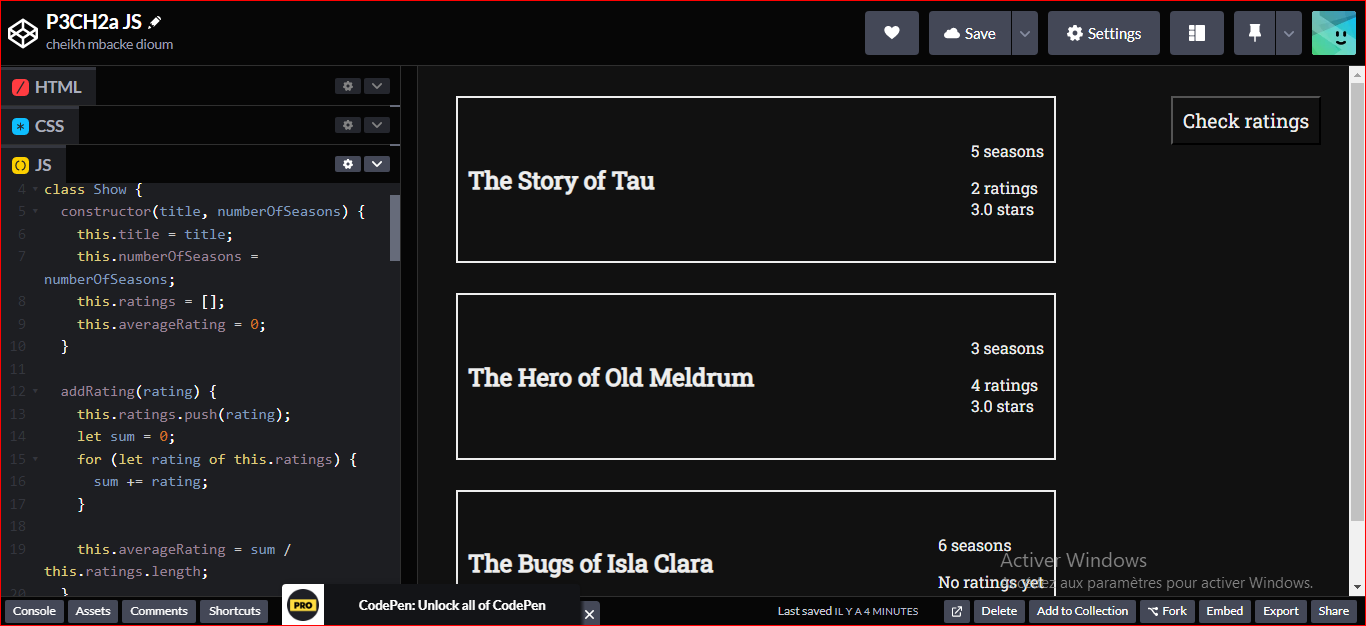 P3CH2a JS
cheikh mbacke dioum
Save
Settings
HTML
CSS
JS
4 class Show {
5 constructor(title, numberOfSeasons) {
6 this.title = title;
7 this.numberOfSeasons =
numberOfSeasons;
8 this.ratings = [];
9 this.averageRating = 0;
10 }
11
12 addRating(rating) {
13 this.ratings.push(rating);
14 let sum = 0;
15 for (let rating of this.ratings) {
16 sum += rating;
17 }
18
19 this.averageRating = sum /
this.ratings.length;
20 }
The Story of Tau
5 seasons
2 ratings
3.0 stars
The Hero of Old Meldrum
3 seasons
4 ratings
3.0 stars
The Bugs of Isla Clara
6 seasons
No ratings yet
Check ratings
Activer Windows
aux paramètres pour activer Windows.
Console
Assets
Comments
Shortcuts
PRO
CodePen: Unlock all of CodePen
Last saved IL Y A 4 MINUTES
Delete
Add to Collection
Fork
Embed
Export
Share